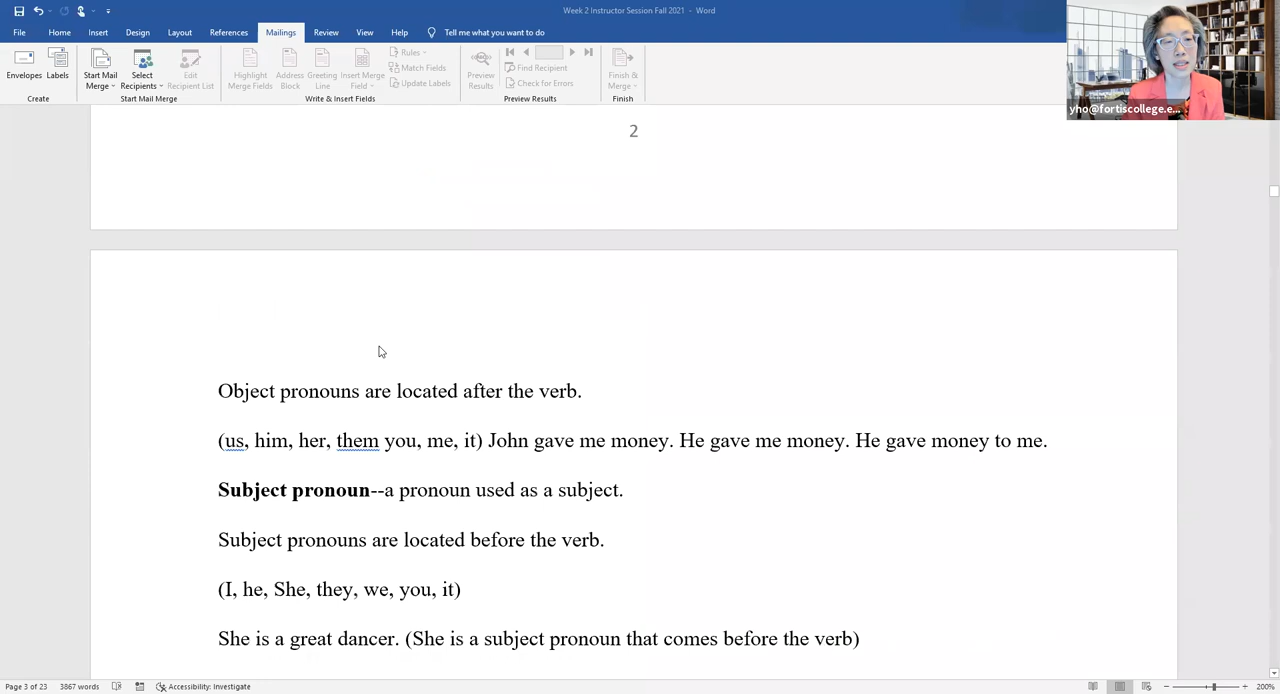 Week 2 Instructor Session Fall 2021 - Word
File Home Insert Design Layout References Mailings Review View Help Tell me what you want to do
Envelopes Labels Start Mail Merge Select Recipients Edit Recipient List Highlight Merge Fields Address Block Greeting Line Insert Merge Field Rules Match Fields Update Labels Preview Results Find Recipient Check for Errors Finish & Merge
Create Start Mail Merge Write & Insert Fields Preview Results Finish
yho@fortiscollege.e...
2
Object pronouns are located after the verb.
(us, him, her, them you, me, it) John gave me money. He gave me money. He gave money to me.
Subject pronoun--a pronoun used as a subject.
Subject pronouns are located before the verb.
(I, he, She, they, we, you, it)
She is a great dancer. (She is a subject pronoun that comes before the verb)
Page 3 of 23 3867 words Accessibility: Investigate 200%